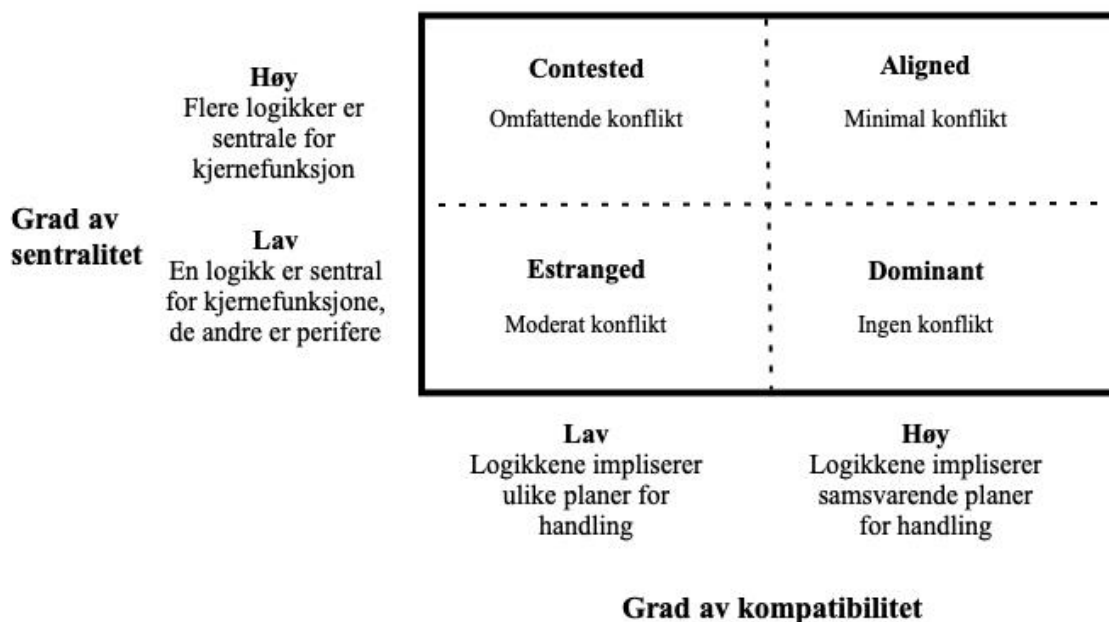 Høy
Flere logikker er
sentrale for
kjernefunksjon
Contested
Omfattende konflikt
Aligned
Minimal konflikt
Grad av
sentralitet
Lav
En logikk er sentral
for kjernefunksjone,
de andre er perifere
Estranged
Moderat konflikt
Dominant
Ingen konflikt
Lav
Logikkene impliserer
ulike planer for
handling
Høy
Logikkene impliserer
samsvarende planer
for handling
Grad av kompatibilitet